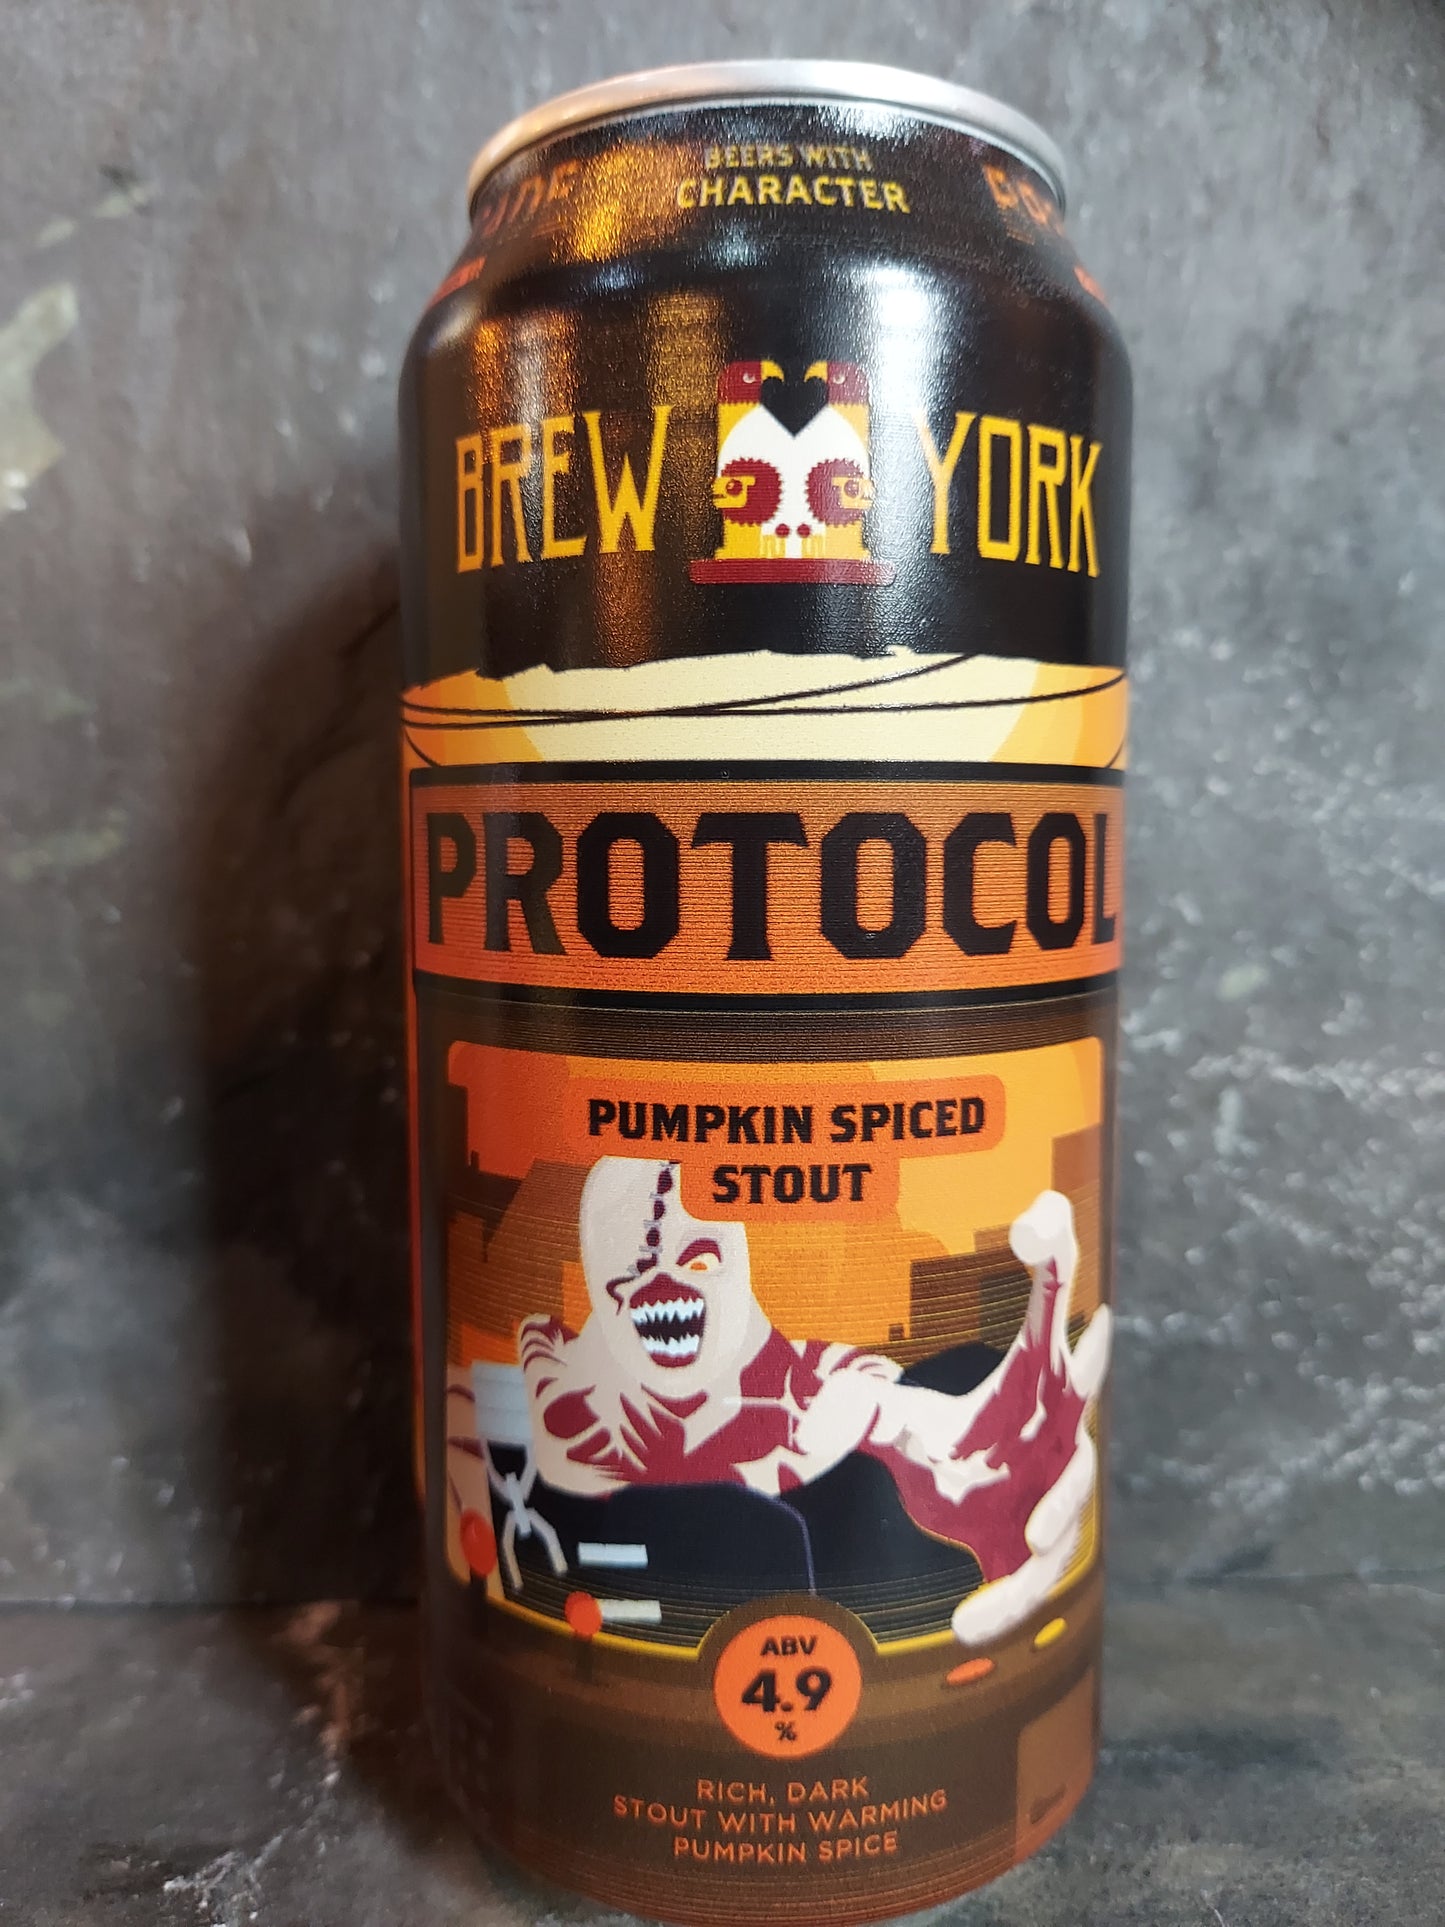 BEERS WITH
CHARACTER
BREW YORK
PROTOCOL
PUMPKIN SPICED
STOUT
ABV
4.9
%
RICH, DARK
STOUT WITH WARMING
PUMPKIN SPICE